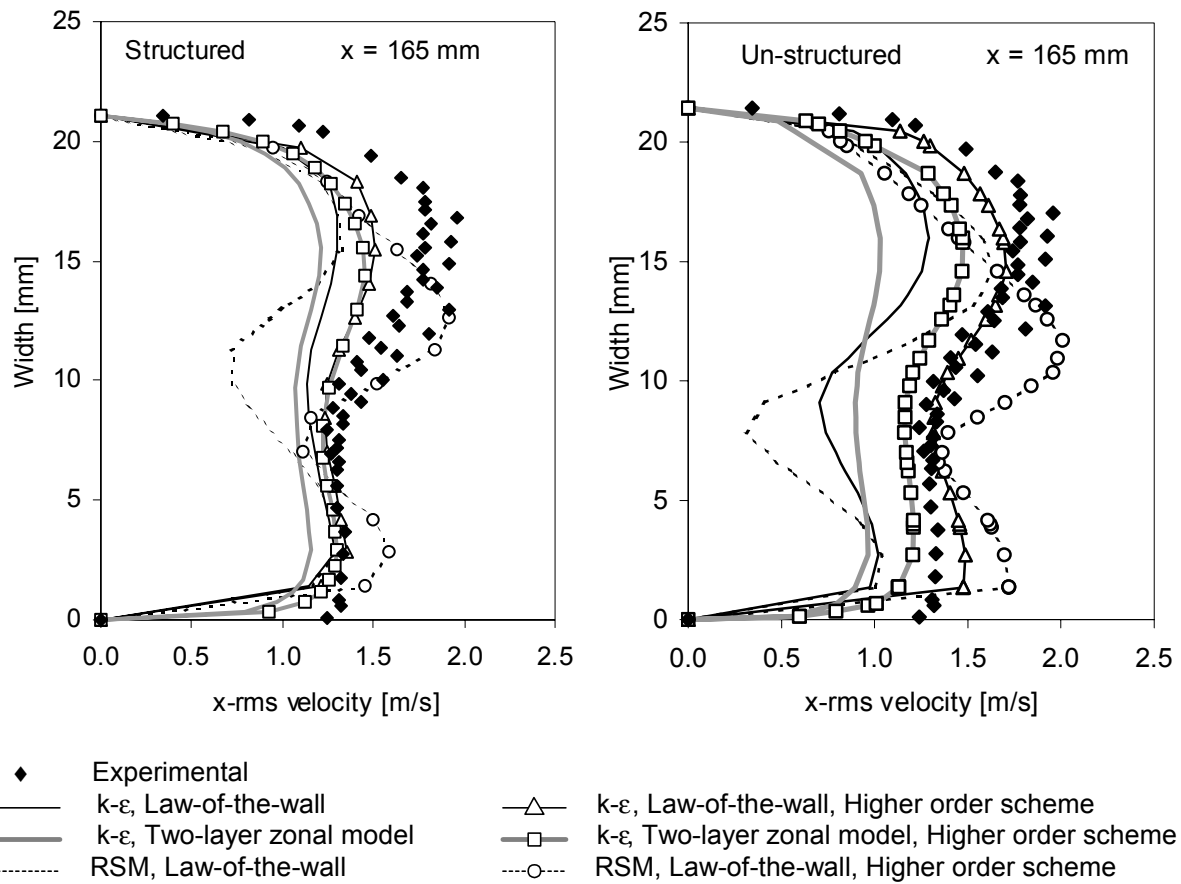 25
20
15
10
5
0
Width [mm]
Structured
x = 165 mm
0.0 0.5 1.0 1.5 2.0 2.5
x-rms velocity [m/s]
25
20
15
10
5
0
Width [mm]
Un-structured
x = 165 mm
0.0 0.5 1.0 1.5 2.0 2.5
x-rms velocity [m/s]
Experimental
k-ε, Law-of-the-wall
k-ε, Two-layer zonal model
RSM, Law-of-the-wall
k-ε, Law-of-the-wall, Higher order scheme
k-ε, Two-layer zonal model, Higher order scheme
RSM, Law-of-the-wall, Higher order scheme